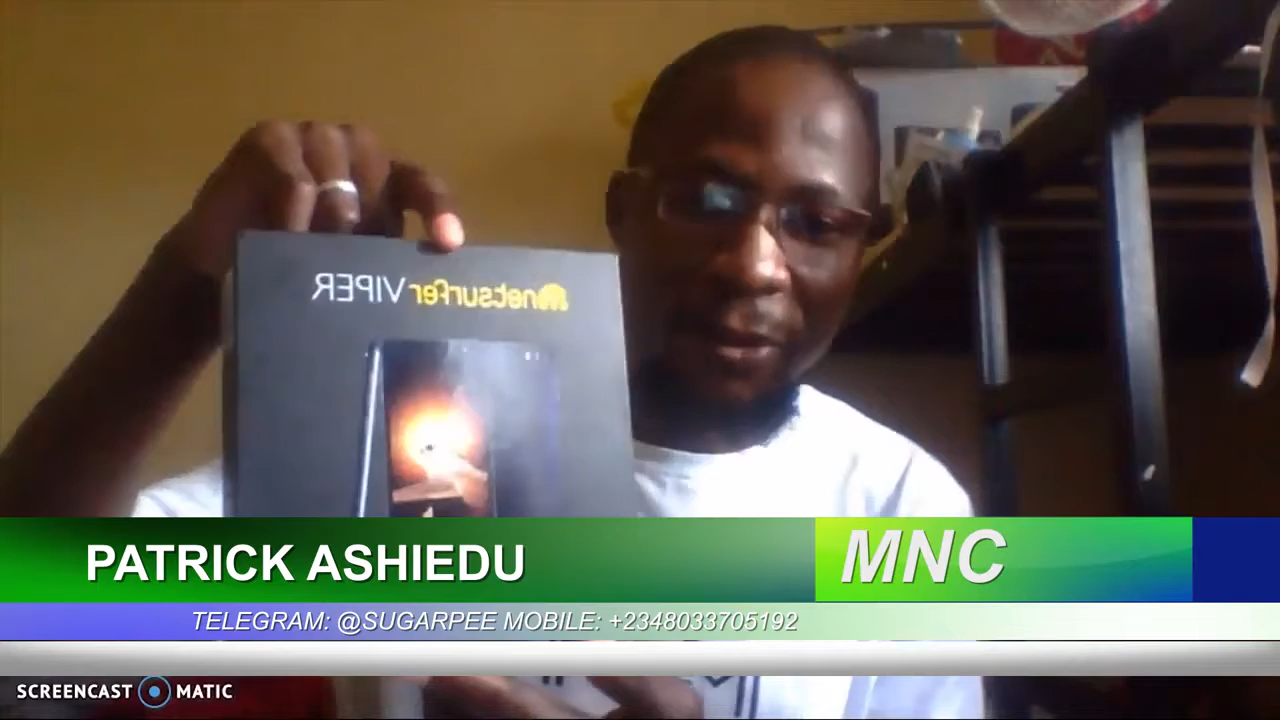 netsurfer VIPER
PATRICK ASHIEDU
MNC
TELEGRAM: @SUGARPEE MOBILE: +2348033705192
SCREENCAST MATIC